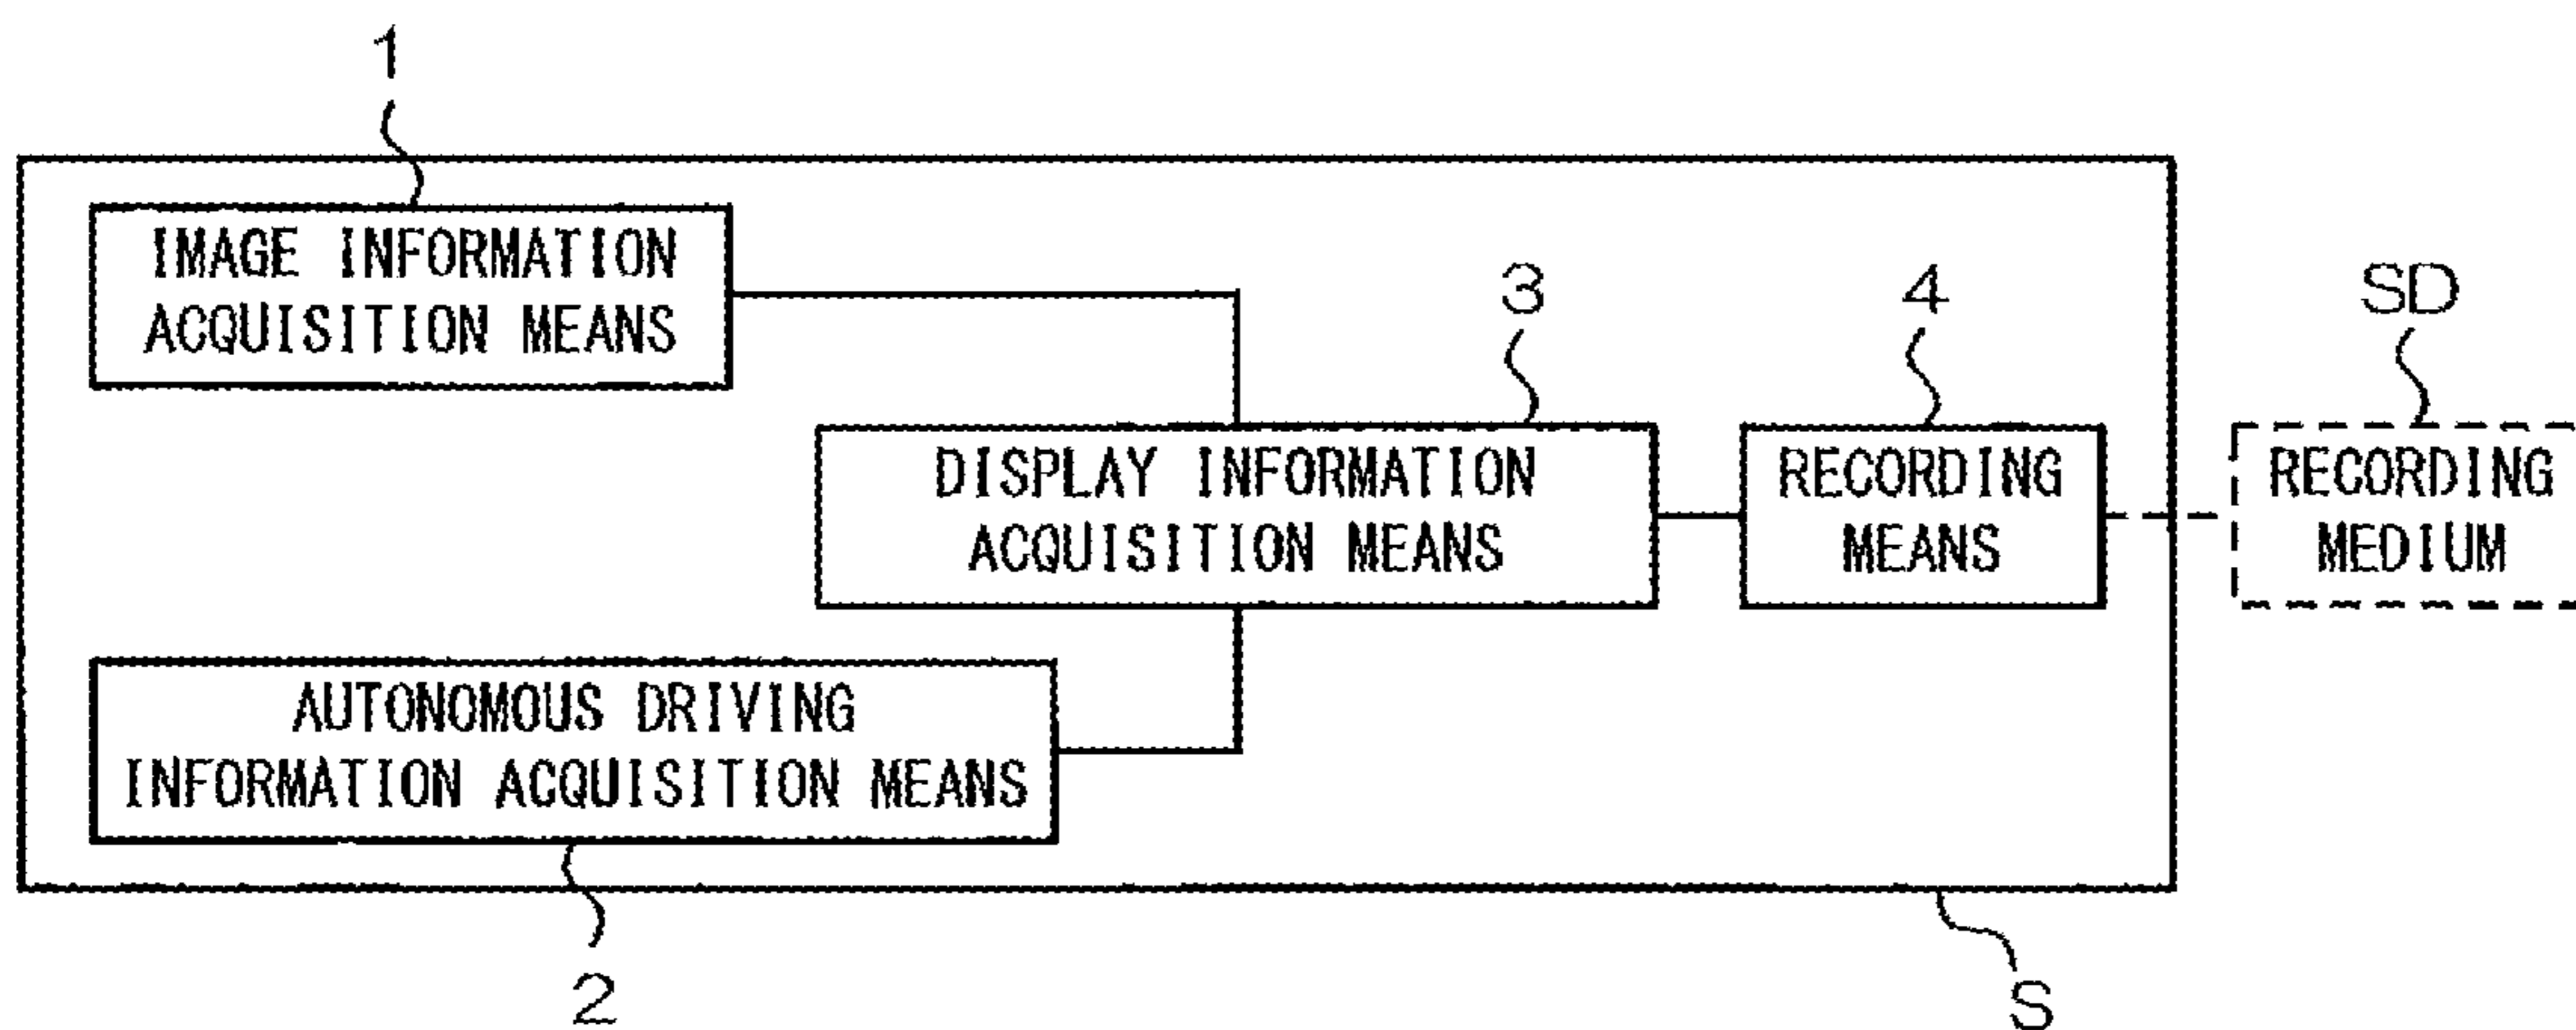 1
IMAGE INFORMATION
ACQUISITION MEANS
3
4
SD
DISPLAY INFORMATION
ACQUISITION MEANS
RECORDING
MEANS
RECORDING
MEDIUM
AUTONOMOUS DRIVING
INFORMATION ACQUISITION MEANS
2
S